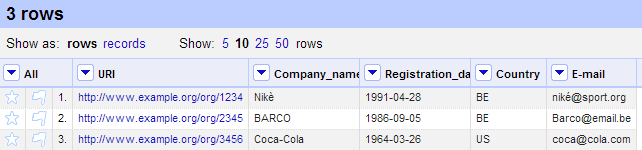 3 rows
Show as: rows records Show: 5 10 25 50 rows
All URI Company_name Registration_da Country E-mail
1. http://www.example.org/org/1234 Nikè 1991-04-28 BE niké@sport.org
2. http://www.example.org/org/2345 BARCO 1986-09-05 BE Barco@email.be
3. http://www.example.org/org/3456 Coca-Cola 1964-03-26 US coca@cola.com